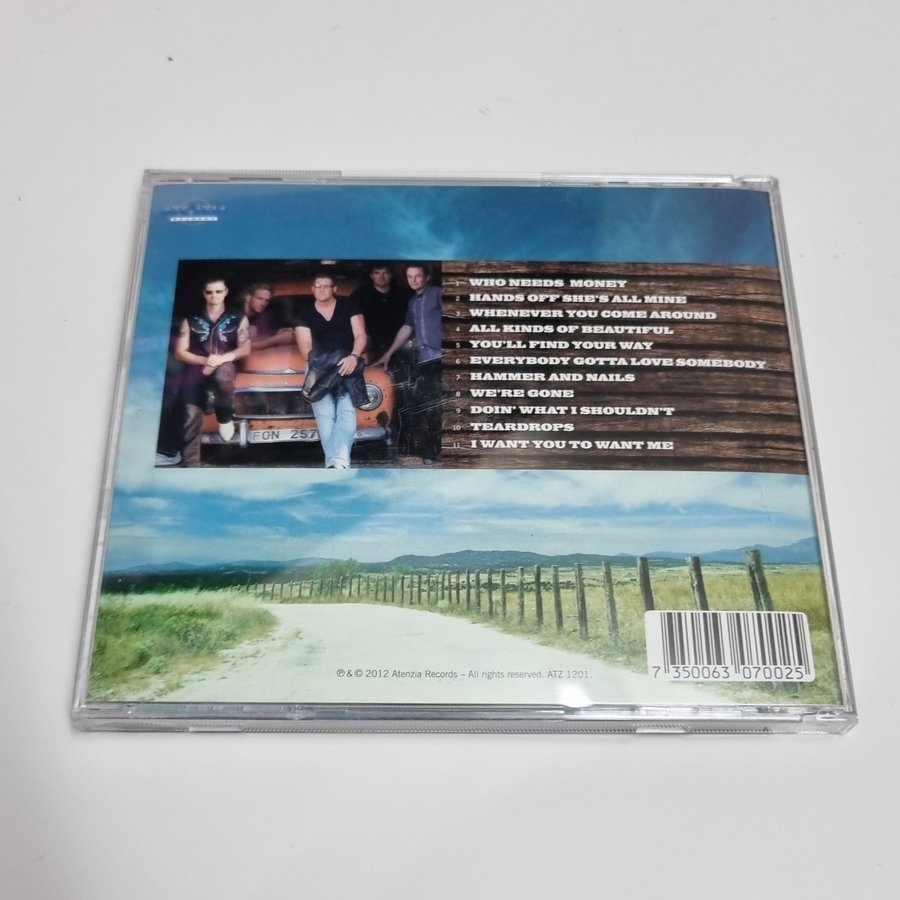 RECORDS
1 WHO NEEDS MONEY
2 HANDS OFF SHE'S ALL MINE
3 WHENEVER YOU COME AROUND
4 ALL KINDS OF BEAUTIFUL
5 YOU'LL FIND YOUR WAY
6 EVERYBODY GOTTA LOVE SOMEBODY
7 HAMMER AND NAILS
8 WE'RE GONE
9 DOIN' WHAT I SHOULDN'T
10 TEARDROPS
11 I WANT YOU TO WANT ME
FON 257
℗ & © 2012 Atenzia Records – All rights reserved. ATZ 1201.
7 350063 070025